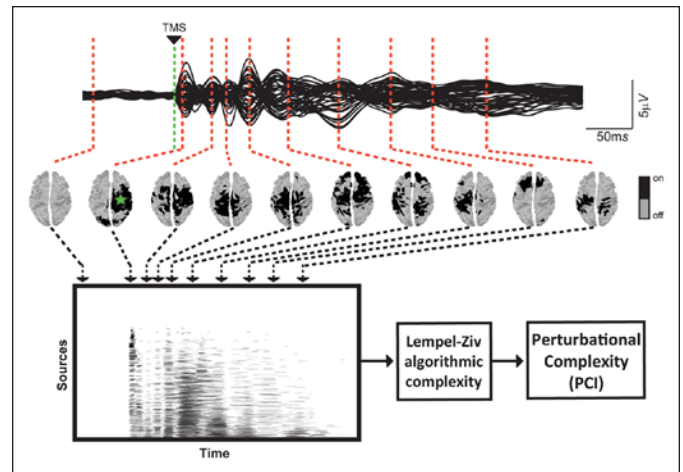 TMS
5µV
50ms
on
off
Sources
Time
Lempel-Ziv
algorithmic
complexity
Perturbational
Complexity
(PCI)